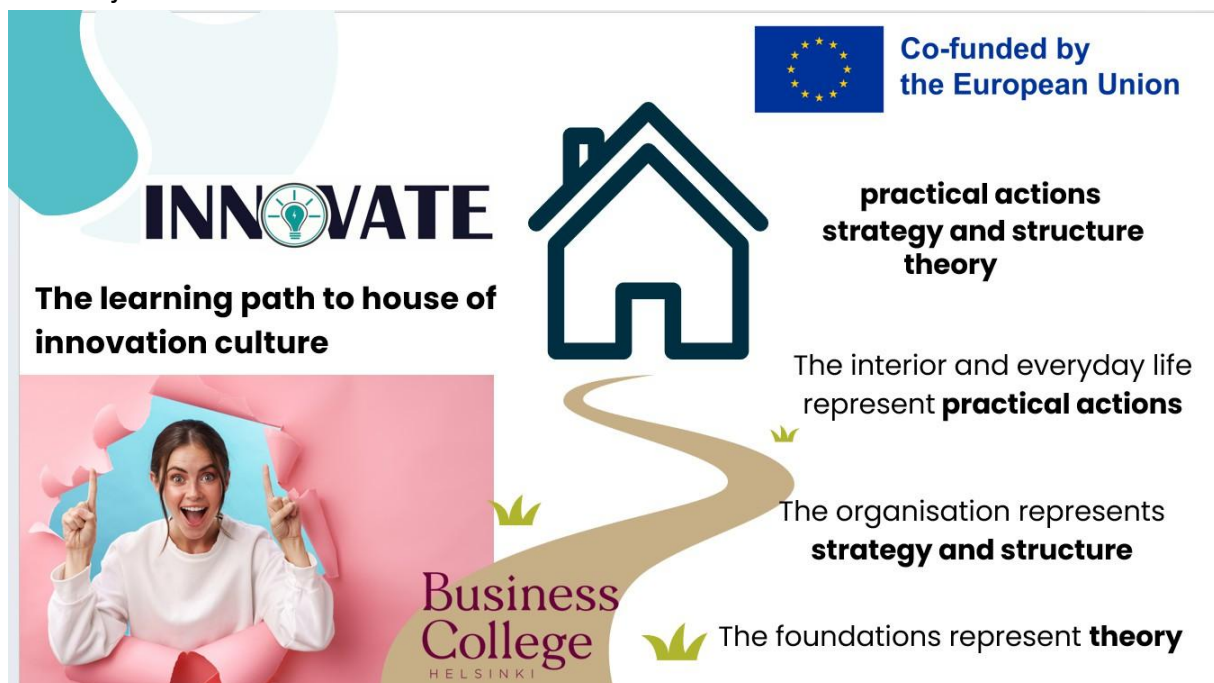 Co-funded by
the European Union
INNOVATE
The learning path to house of
innovation culture
practical actions
strategy and structure
theory
The interior and everyday life
represent practical actions
The organisation represents
strategy and structure
The foundations represent theory
Business
College
HELSINKI